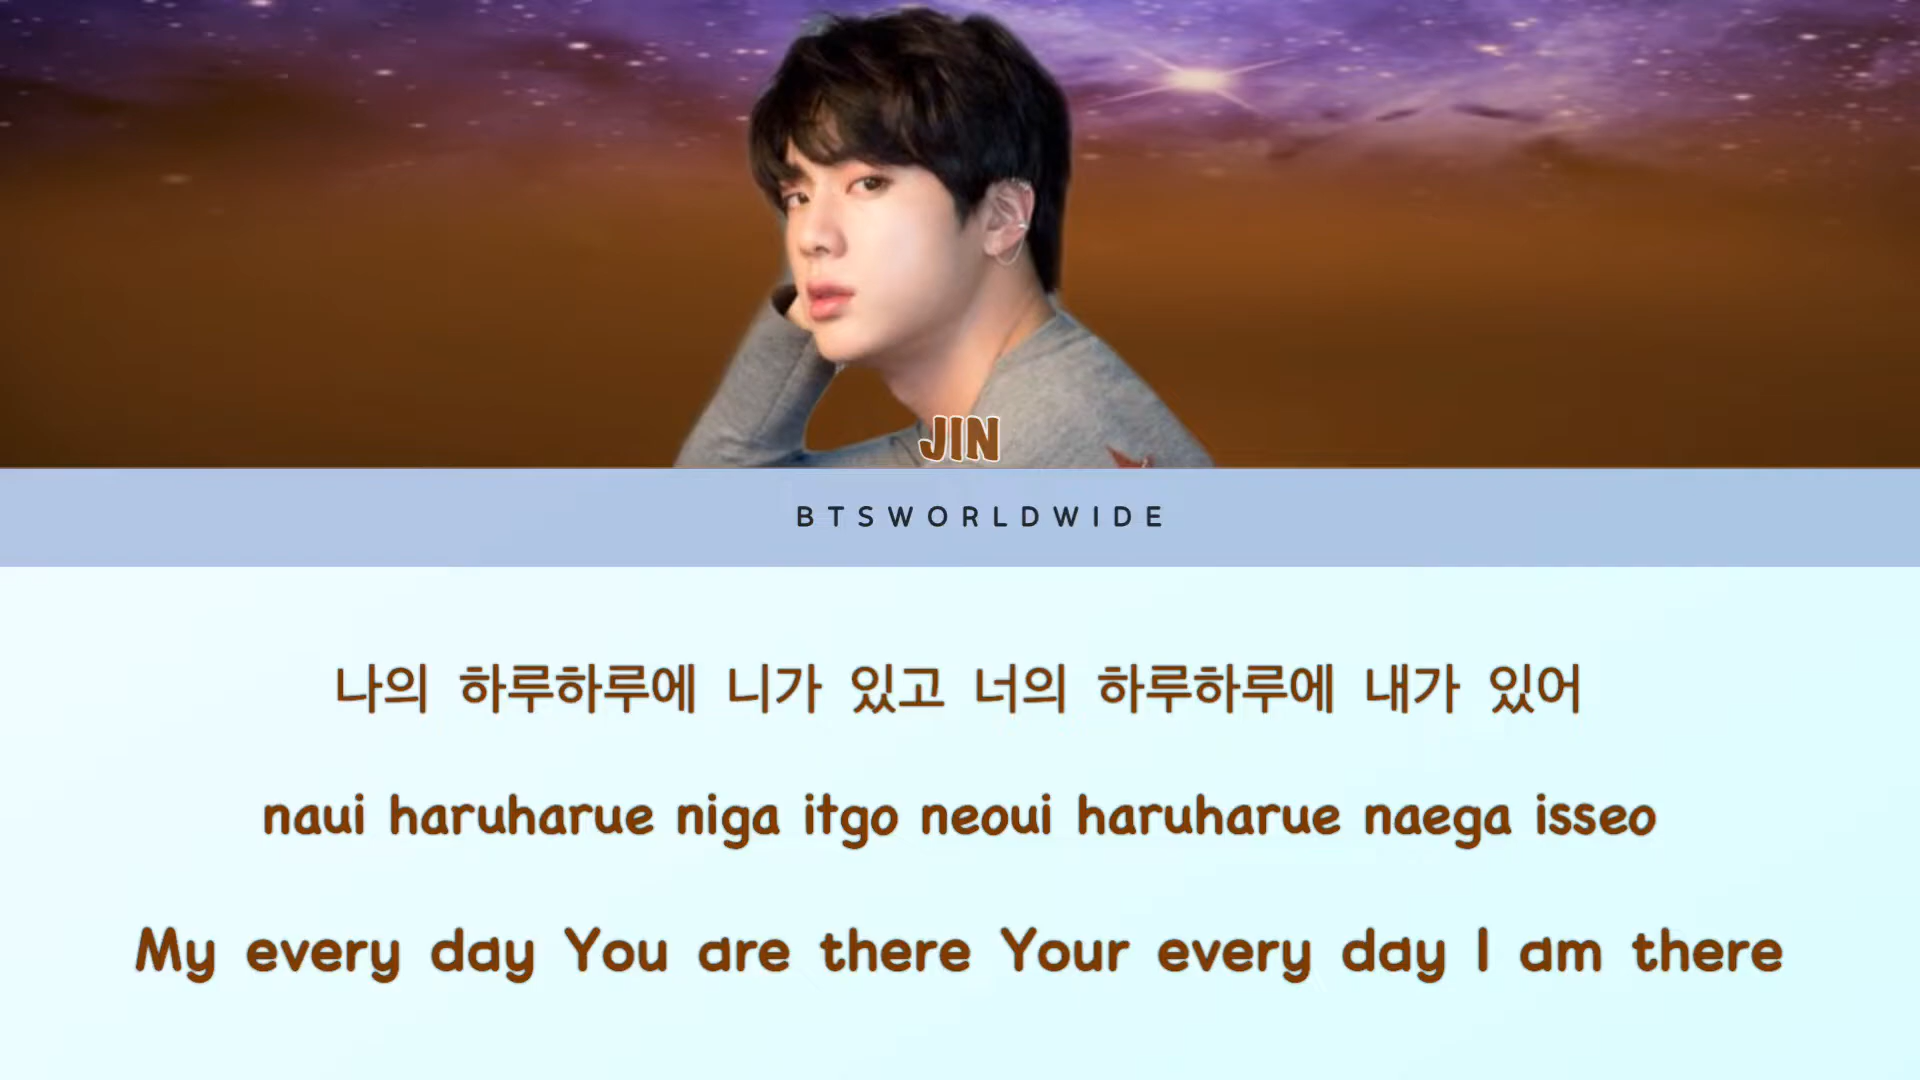 JIN
BTSWORLDWIDE
나의 하루하루에 니가 있고 너의 하루하루에 내가 있어
naui haruharue niga itgo neoui haruharue naega isseo
My every day You are there Your every day I am there